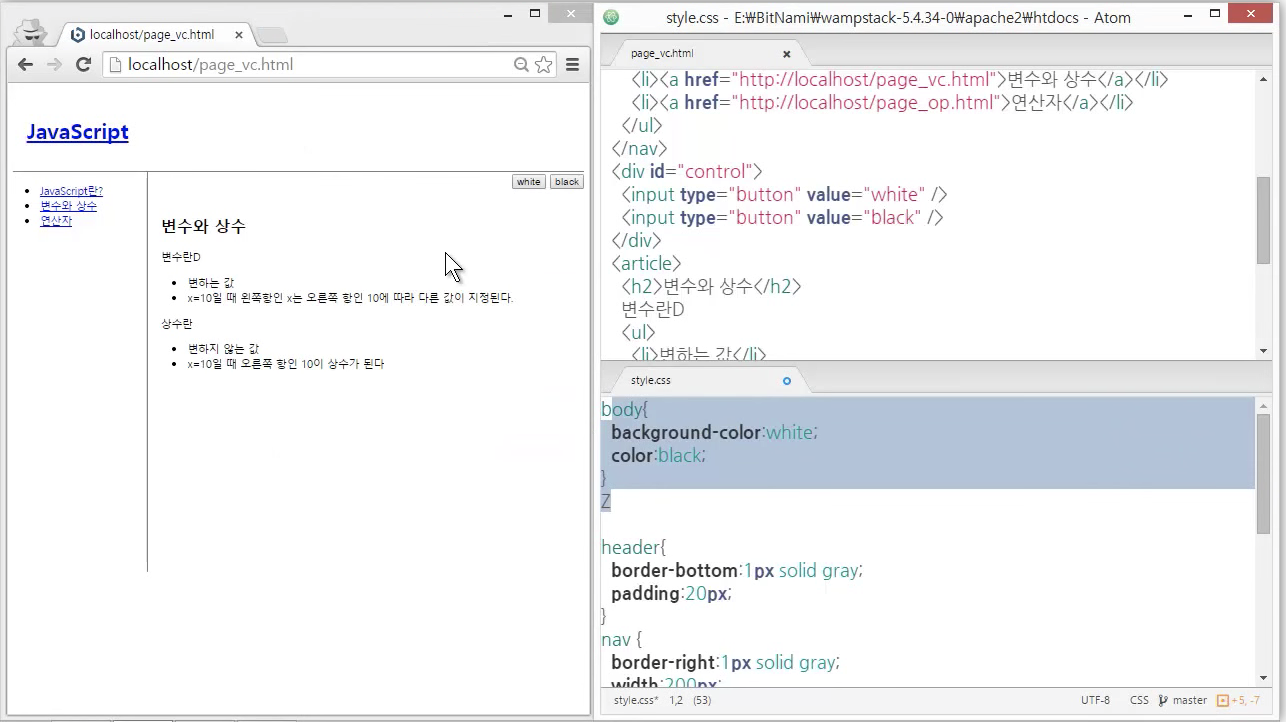 localhost/page_vc.html
localhost/page_vc.html
JavaScript
white
black
JavaScript란?
변수와 상수
연산자
변수와 상수
변수란D
변하는 값
x=10일 때 왼쪽항인 x는 오른쪽 항인 10에 따라 다른 값이 지정된다.
상수란
변하지 않는 값
x=10일 때 오른쪽 항인 10이 상수가 된다
style.css - E:₩BitNami₩wampstack-5.4.34-0₩apache2₩htdocs - Atom
page_vc.html
<li><a href="http://localhost/page_vc.html">변수와 상수</a></li>
<li><a href="http://localhost/page_op.html">연산자</a></li>
</ul>
</nav>
<div id="control">
<input type="button" value="white" />
<input type="button" value="black" />
</div>
<article>
<h2>변수와 상수</h2>
변수란D
<ul>
<li>변하는 값</li>
style.css
body{
background-color:white;
color:black;
}
Z
header{
border-bottom:1px solid gray;
padding:20px;
}
nav {
border-right:1px solid gray;
width:200px;
style.css* 1,2 (53)
UTF-8 CSS master +5, -7